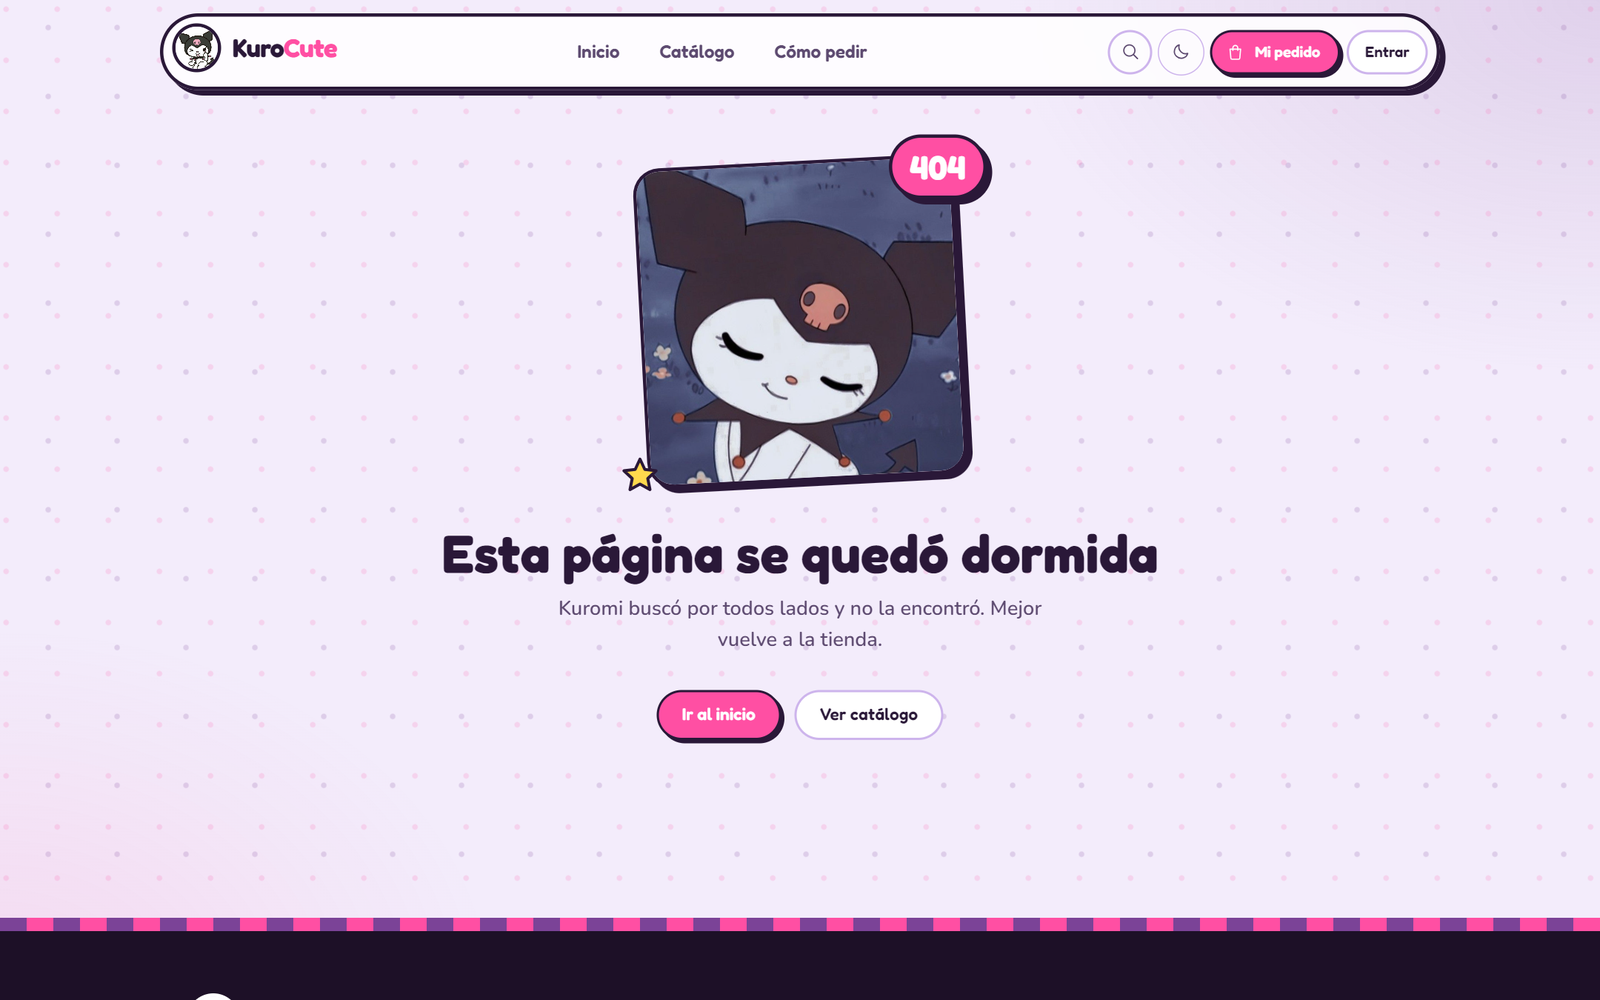 KuroCute
Inicio
Catálogo
Cómo pedir
Mi pedido
Entrar
404
Esta página se quedó dormida
Kuromi buscó por todos lados y no la encontró. Mejor
vuelve a la tienda.
Ir al inicio
Ver catálogo